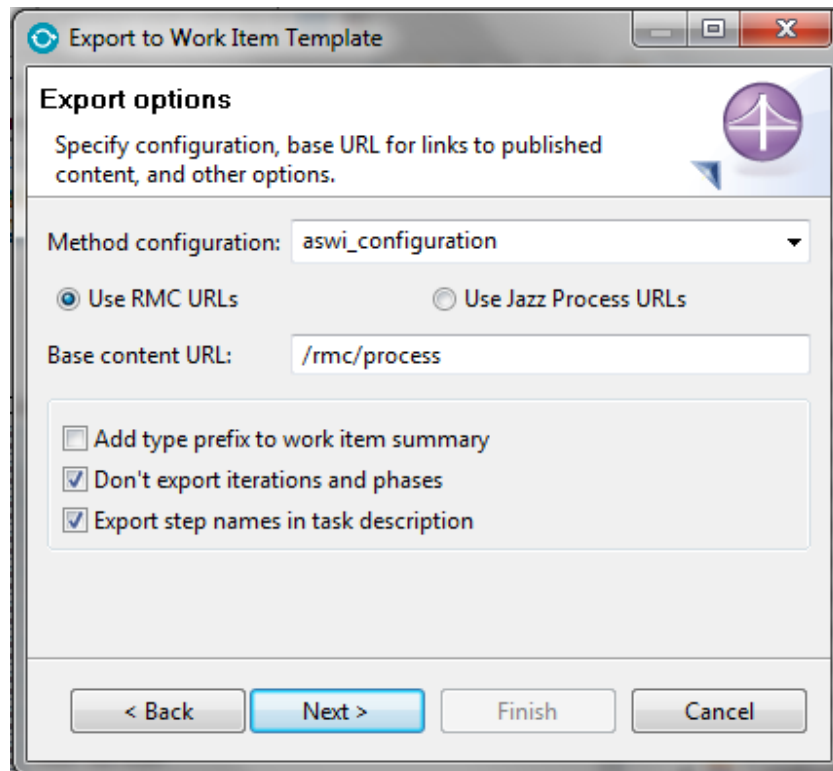 Export to Work Item Template
Export options
Specify configuration, base URL for links to published
content, and other options.
Method configuration: aswi_configuration
Use RMC URLs Use Jazz Process URLs
Base content URL: /rmc/process
Add type prefix to work item summary
Don't export iterations and phases
Export step names in task description
< Back Next > Finish Cancel